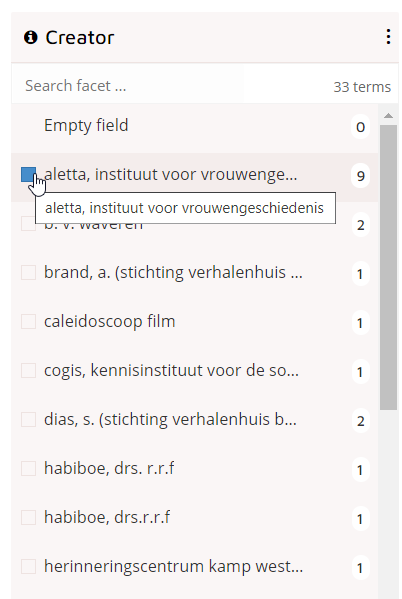 Creator
Search facet ...
33 terms
Empty field
0
aletta, instituut voor vrouwenge...
9
aletta, instituut voor vrouwengeschiedenis
b. v. waveren
2
brand, a. (stichting verhalenhuis ...
1
caleidoscoop film
1
cogis, kennisinstituut voor de so...
1
dias, s. (stichting verhalenhuis b...
2
habiboe, drs. r.r.f
1
habiboe, drs.r.r.f
1
herinneringscentrum kamp west...
1